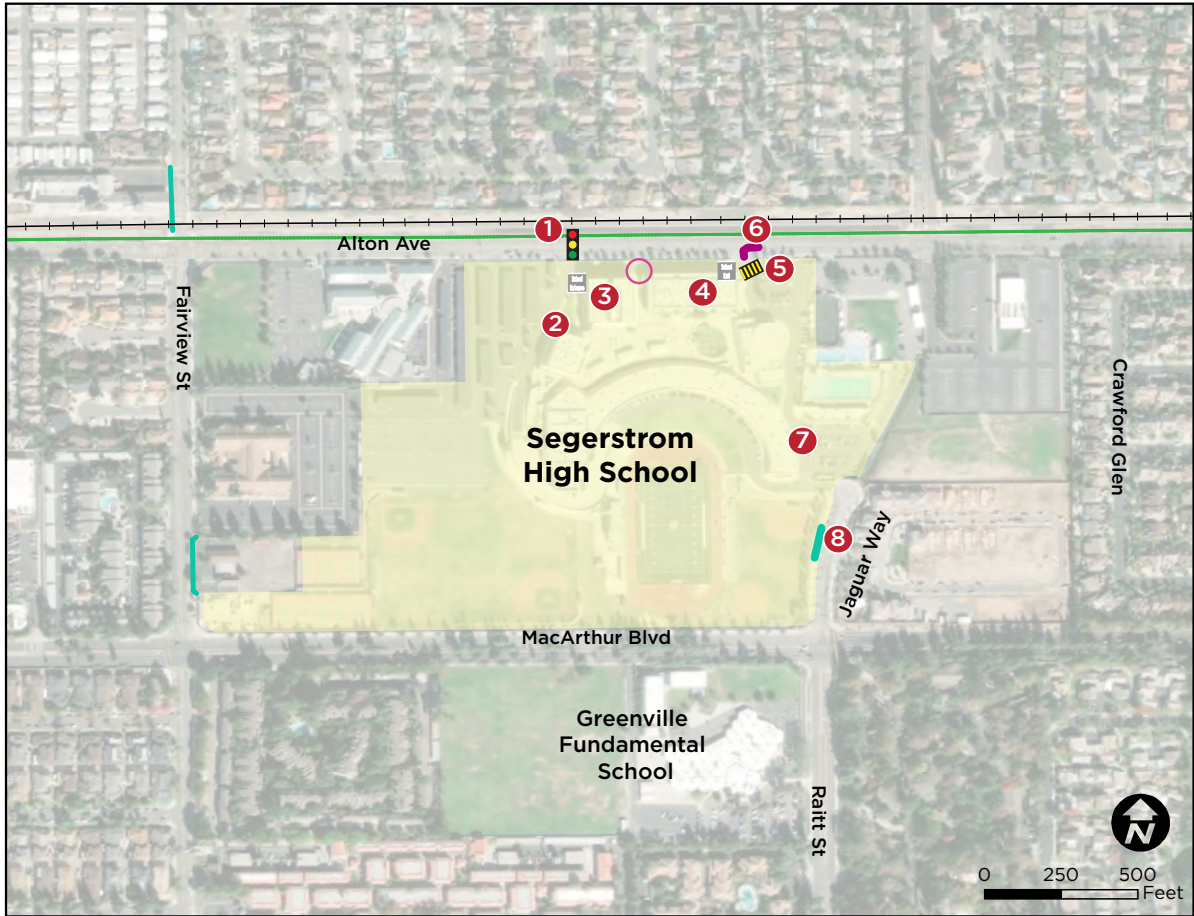 1
6
Alton Ave
5
3
4
2
Fairview St
Crawford Glen
Segerstrom
High School
7
8
Jaguar Way
MacArthur Blvd
Greenville
Fundamental
School
Raitt St
N
0 250 500
Feet